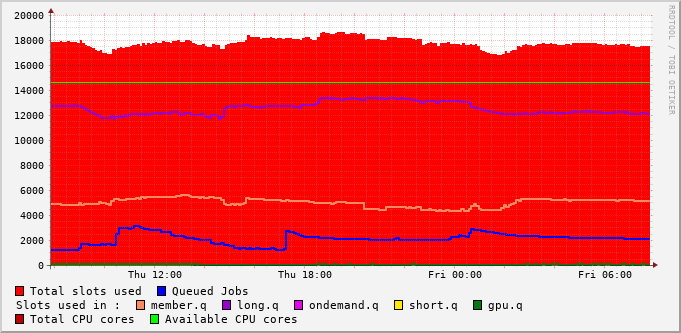 20000
18000
16000
14000
12000
10000
8000
6000
4000
2000
0
Thu 12:00 Thu 18:00 Fri 00:00 Fri 06:00
Total slots used Queued Jobs
Slots used in : member.q long.q ondemand.q short.q gpu.q
Total CPU cores Available CPU cores
RRDTOOL / TOBI OETIKER